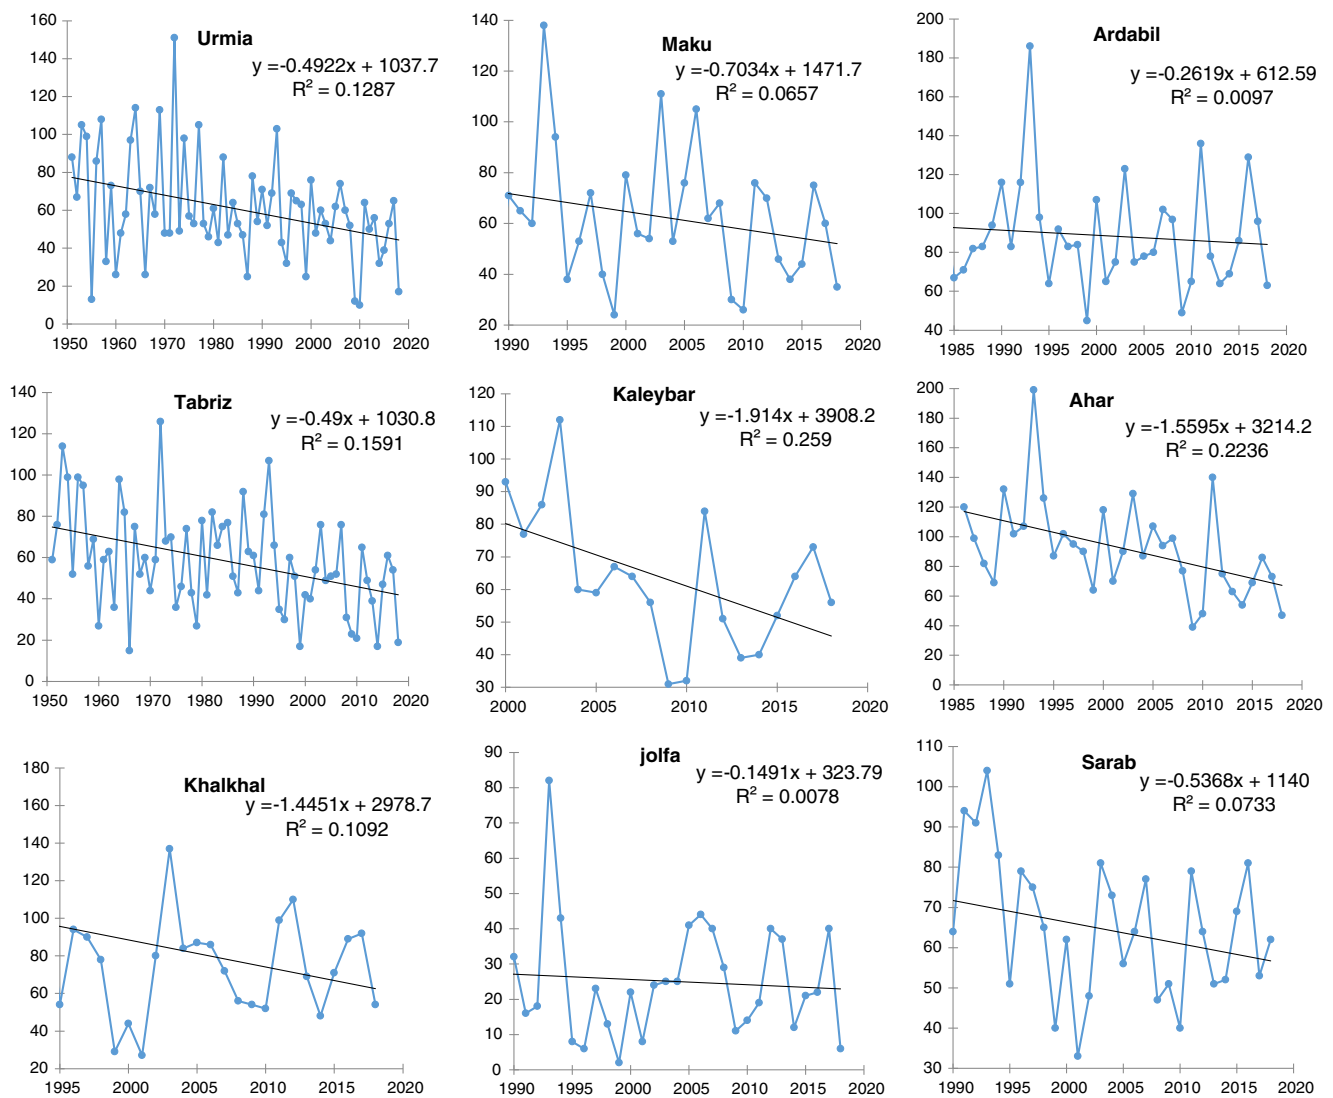 Urmia
y =-0.4922x + 1037.7
R² = 0.1287
160
140
120
100
80
60
40
20
0
1950 1960 1970 1980 1990 2000 2010 2020
Maku
y =-0.7034x + 1471.7
R² = 0.0657
140
120
100
80
60
40
20
1990 1995 2000 2005 2010 2015 2020
Ardabil
y =-0.2619x + 612.59
R² = 0.0097
200
180
160
140
120
100
80
60
40
1985 1990 1995 2000 2005 2010 2015 2020
Tabriz
y =-0.49x + 1030.8
R² = 0.1591
140
120
100
80
60
40
20
0
1950 1960 1970 1980 1990 2000 2010 2020
Kaleybar
y =-1.914x + 3908.2
R² = 0.259
120
110
100
90
80
70
60
50
40
30
2000 2005 2010 2015 2020
Ahar
y =-1.5595x + 3214.2
R² = 0.2236
200
180
160
140
120
100
80
60
40
20
0
1985 1990 1995 2000 2005 2010 2015 2020
Khalkhal
y =-1.4451x + 2978.7
R² = 0.1092
180
160
140
120
100
80
60
40
20
1995 2000 2005 2010 2015 2020
jolfa
y =-0.1491x + 323.79
R² = 0.0078
90
80
70
60
50
40
30
20
10
0
1990 1995 2000 2005 2010 2015 2020
Sarab
y =-0.5368x + 1140
R² = 0.0733
110
100
90
80
70
60
50
40
30
1990 1995 2000 2005 2010 2015 2020